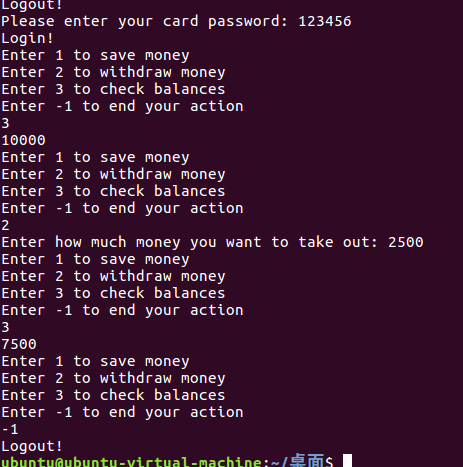 Logout!
Please enter your card password: 123456
Login!
Enter 1 to save money
Enter 2 to withdraw money
Enter 3 to check balances
Enter -1 to end your action
3
10000
Enter 1 to save money
Enter 2 to withdraw money
Enter 3 to check balances
Enter -1 to end your action
2
Enter how much money you want to take out: 2500
Enter 1 to save money
Enter 2 to withdraw money
Enter 3 to check balances
Enter -1 to end your action
3
7500
Enter 1 to save money
Enter 2 to withdraw money
Enter 3 to check balances
Enter -1 to end your action
-1
Logout!
ubuntu@ubuntu-virtual-machine:~/桌面$